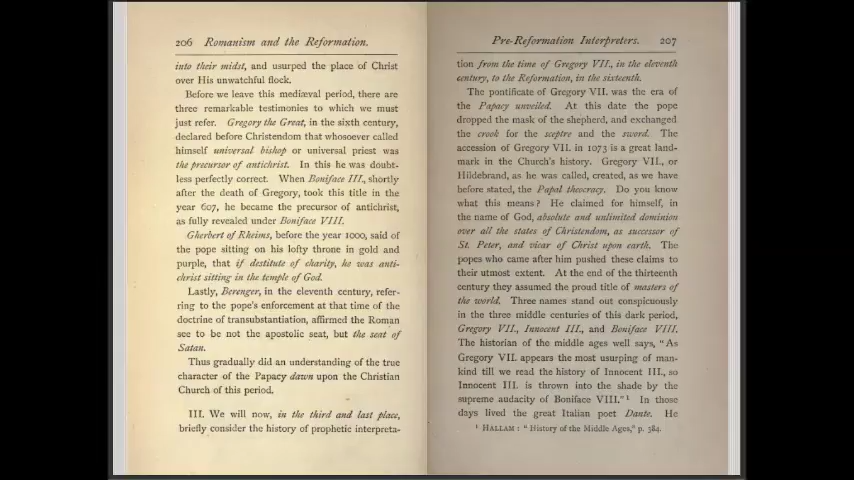 206 Romanism and the Reformation.
into their midst, and usurped the place of Christ
over His unwatchful flock.
Before we leave this mediæval period, there are
three remarkable testimonies to which we must
just refer. Gregory the Great, in the sixth century,
declared before Christendom that whosoever called
himself universal bishop or universal priest was
the precursor of antichrist. In this he was doubt-
less perfectly correct. When Boniface III., shortly
after the death of Gregory, took this title in the
year 607, he became the precursor of antichrist,
as fully revealed under Boniface VIII.
Gherbert of Rheims, before the year 1000, said of
the pope sitting on his lofty throne in gold and
purple, that if destitute of charity, he was anti-
christ sitting in the temple of God.
Lastly, Berenger, in the eleventh century, refer-
ring to the pope's enforcement at that time of the
doctrine of transubstantiation, affirmed the Roman
see to be not the apostolic seat, but the seat of
Satan.
Thus gradually did an understanding of the true
character of the Papacy dawn upon the Christian
Church of this period.
III. We will now, in the third and last place,
briefly consider the history of prophetic interpreta-
Pre-Reformation Interpreters. 207
tion from the time of Gregory VII., in the eleventh
century, to the Reformation, in the sixteenth.
The pontificate of Gregory VII. was the era of
the Papacy unveiled. At this date the pope
dropped the mask of the shepherd, and exchanged
the crook for the sceptre and the sword. The
accession of Gregory VII. in 1073 is a great land-
mark in the Church's history. Gregory VII., or
Hildebrand, as he was called, created, as we have
before stated, the Papal theocracy. Do you know
what this means? He claimed for himself, in
the name of God, absolute and unlimited dominion
over all the states of Christendom, as successor of
St. Peter, and vicar of Christ upon earth. The
popes who came after him pushed these claims to
their utmost extent. At the end of the thirteenth
century they assumed the proud title of masters of
the world. Three names stand out conspicuously
in the three middle centuries of this dark period,
Gregory VII., Innocent III., and Boniface VIII.
The historian of the middle ages well says, "As
Gregory VII. appears the most usurping of man-
kind till we read the history of Innocent III., so
Innocent III. is thrown into the shade by the
supreme audacity of Boniface VIII." 1 In those
days lived the great Italian poet Dante. He
1 HALLAM: "History of the Middle Ages," p. 384.